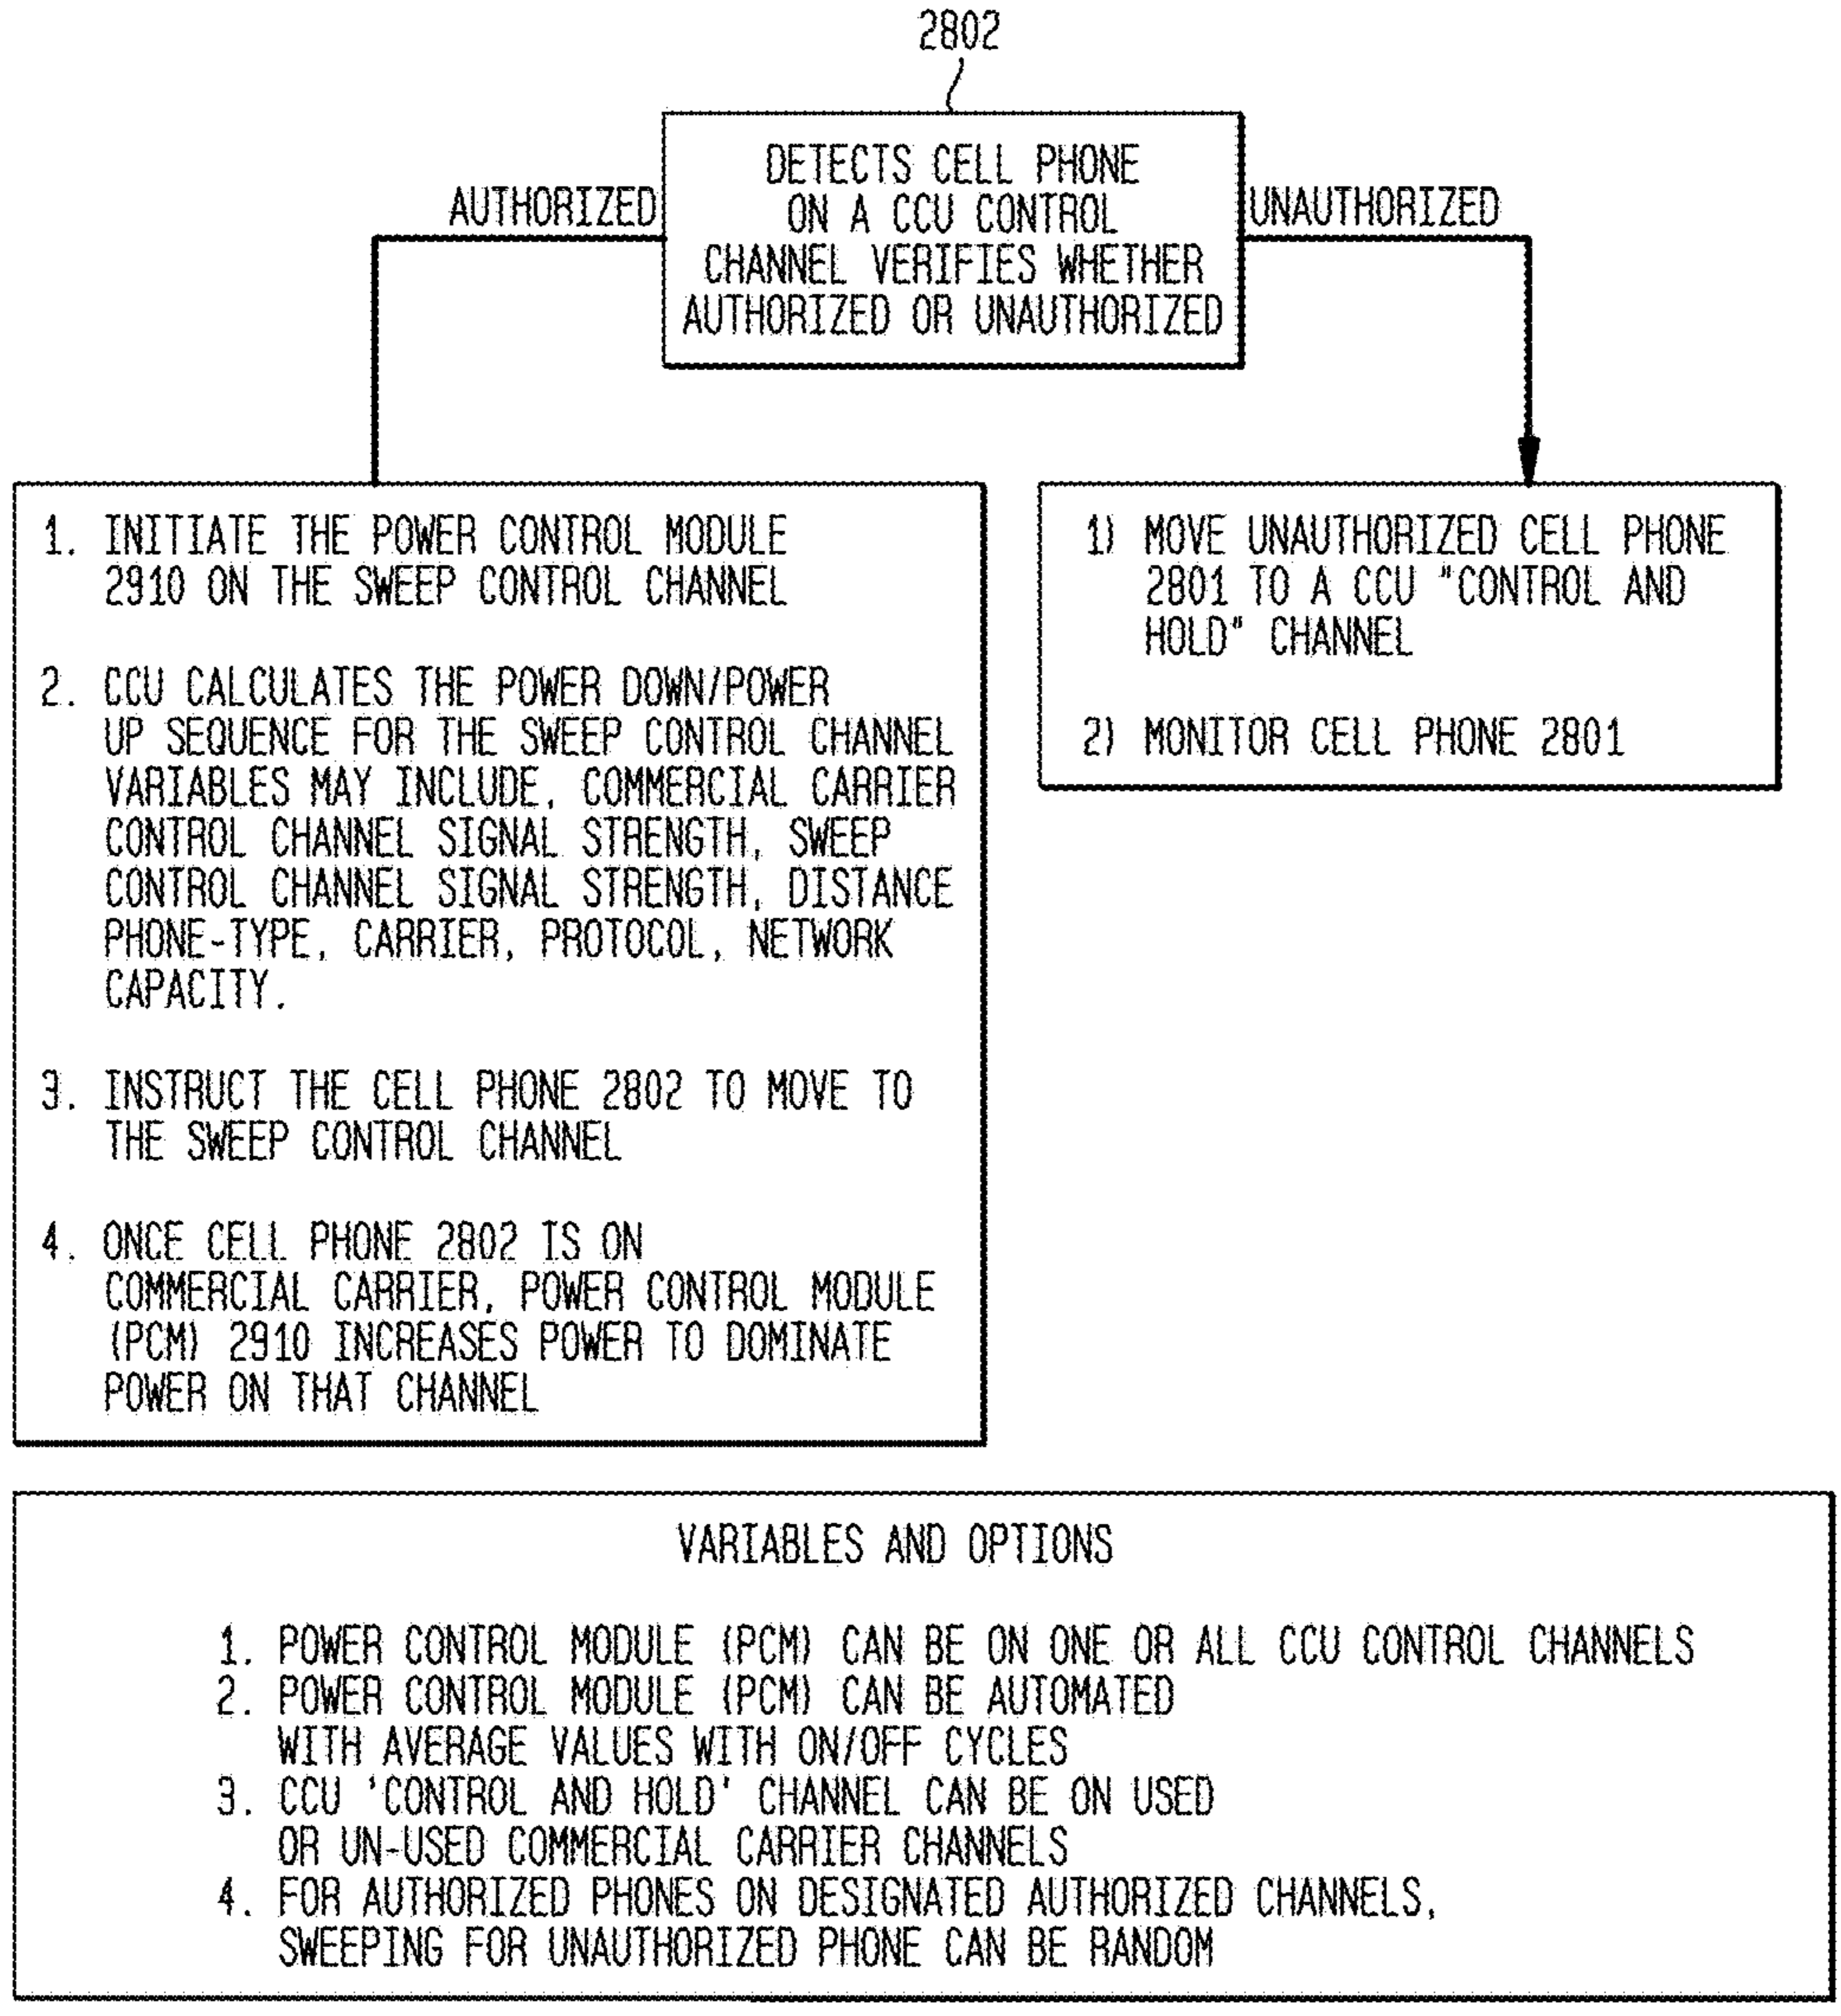 2802
DETECTS CELL PHONE
ON A CCU CONTROL
CHANNEL VERIFIES WHETHER
AUTHORIZED OR UNAUTHORIZED
AUTHORIZED
UNAUTHORIZED
1. INITIATE THE POWER CONTROL MODULE
2910 ON THE SWEEP CONTROL CHANNEL
2. CCU CALCULATES THE POWER DOWN/POWER
UP SEQUENCE FOR THE SWEEP CONTROL CHANNEL
VARIABLES MAY INCLUDE, COMMERCIAL CARRIER
CONTROL CHANNEL SIGNAL STRENGTH, SWEEP
CONTROL CHANNEL SIGNAL STRENGTH, DISTANCE
PHONE-TYPE, CARRIER, PROTOCOL, NETWORK
CAPACITY.
3. INSTRUCT THE CELL PHONE 2802 TO MOVE TO
THE SWEEP CONTROL CHANNEL
4. ONCE CELL PHONE 2802 IS ON
COMMERCIAL CARRIER, POWER CONTROL MODULE
(PCM) 2910 INCREASES POWER TO DOMINATE
POWER ON THAT CHANNEL
1) MOVE UNAUTHORIZED CELL PHONE
2801 TO A CCU "CONTROL AND
HOLD" CHANNEL
2) MONITOR CELL PHONE 2801
VARIABLES AND OPTIONS
1. POWER CONTROL MODULE (PCM) CAN BE ON ONE OR ALL CCU CONTROL CHANNELS
2. POWER CONTROL MODULE (PCM) CAN BE AUTOMATED
WITH AVERAGE VALUES WITH ON/OFF CYCLES
3. CCU 'CONTROL AND HOLD' CHANNEL CAN BE ON USED
OR UN-USED COMMERCIAL CARRIER CHANNELS
4. FOR AUTHORIZED PHONES ON DESIGNATED AUTHORIZED CHANNELS,
SWEEPING FOR UNAUTHORIZED PHONE CAN BE RANDOM